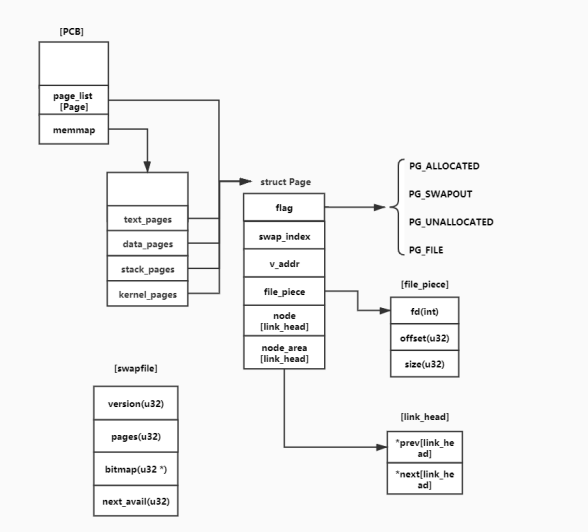 [PCB]
page_list
[Page]
memmap
text_pages
data_pages
stack_pages
kernel_pages
struct Page
flag
swap_index
v_addr
file_piece
node
[link_head]
node_area
[link_head]
PG_ALLOCATED
PG_SWAPOUT
PG_UNALLOCATED
PG_FILE
[file_piece]
fd(int)
offset(u32)
size(u32)
[swapfile]
version(u32)
pages(u32)
bitmap(u32 *)
next_avail(u32)
[link_head]
*prev[link_he
ad]
*next[link_he
ad]